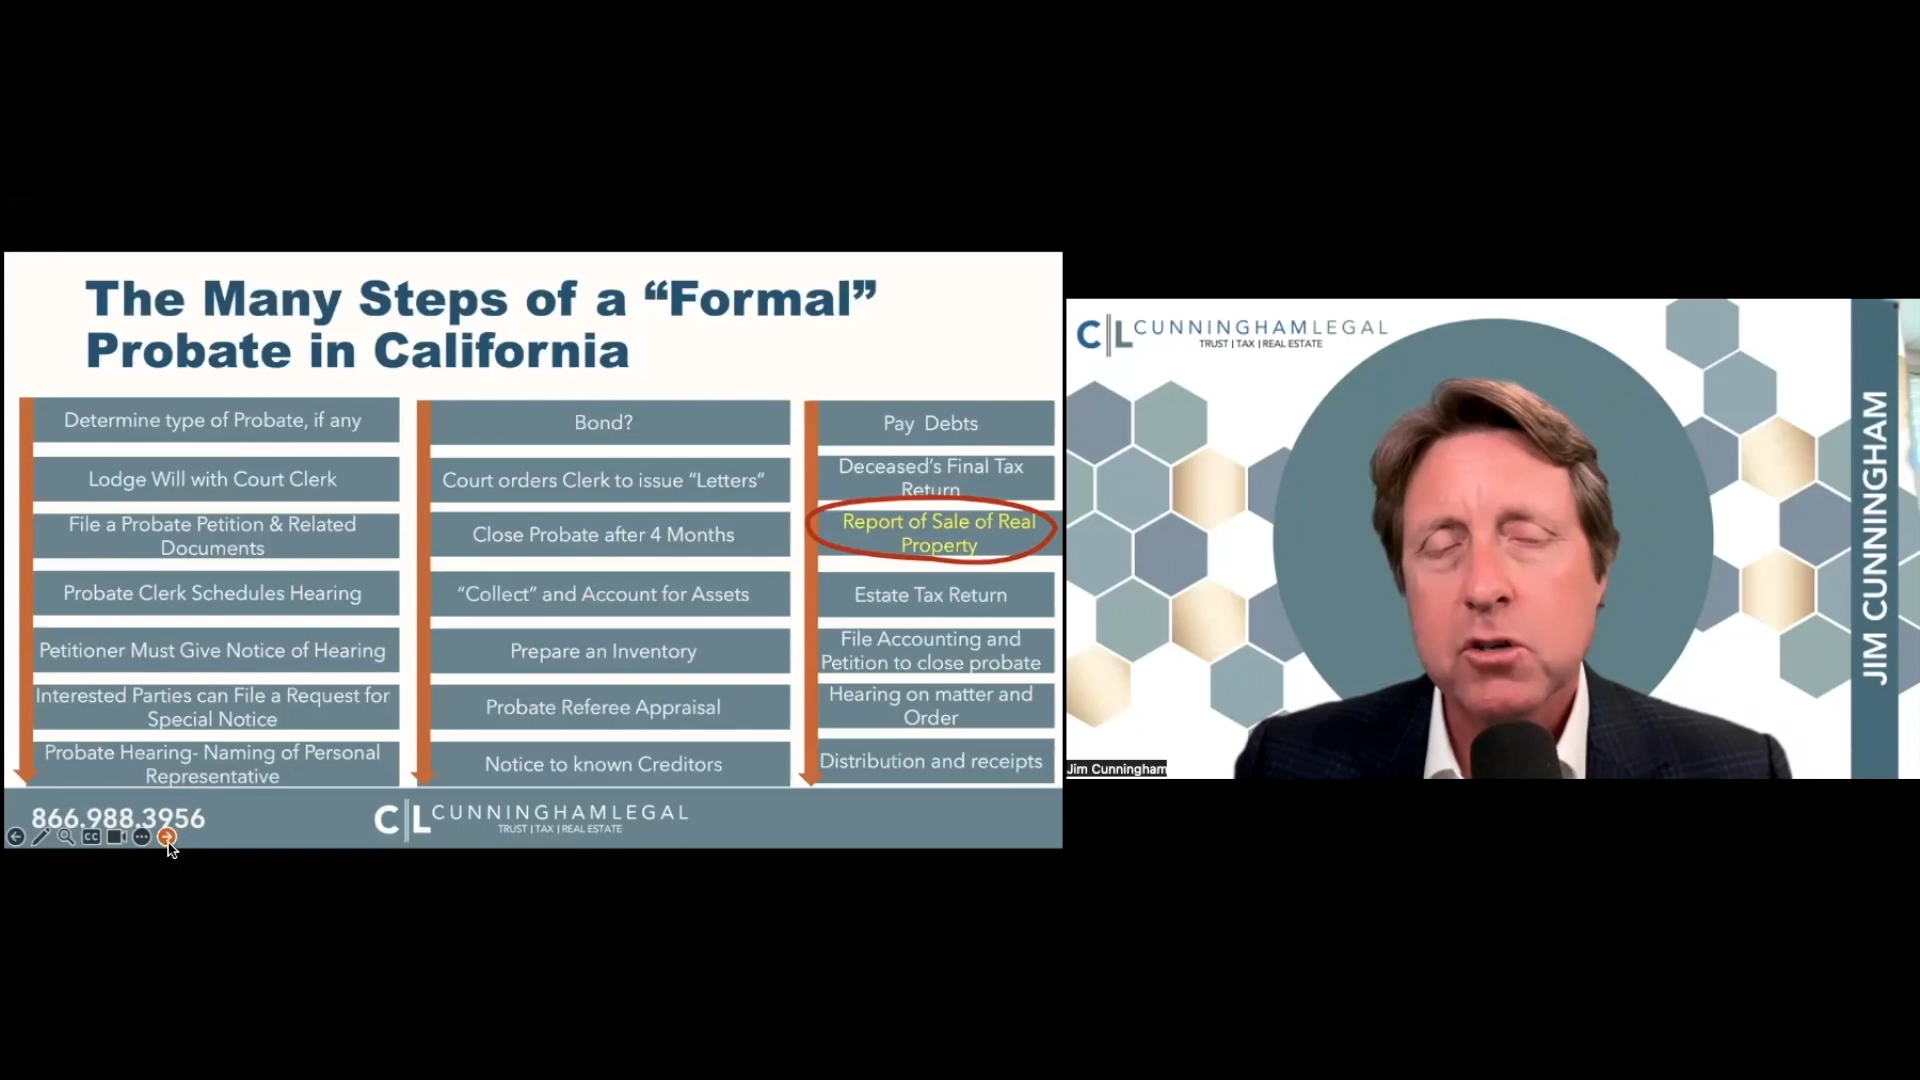 The Many Steps of a “Formal”
Probate in California
Determine type of Probate, if any
Lodge Will with Court Clerk
File a Probate Petition & Related
Documents
Probate Clerk Schedules Hearing
Petitioner Must Give Notice of Hearing
Interested Parties can File a Request for
Special Notice
Probate Hearing- Naming of Personal
Representative
Bond?
Court orders Clerk to issue “Letters”
Close Probate after 4 Months
“Collect” and Account for Assets
Prepare an Inventory
Probate Referee Appraisal
Notice to known Creditors
Pay Debts
Deceased’s Final Tax
Return
Report of Sale of Real
Property
Estate Tax Return
File Accounting and
Petition to close probate
Hearing on matter and
Order
Distribution and receipts
866.988.3956
CC
CL CUNNINGHAMLEGAL
TRUST | TAX | REAL ESTATE
CL CUNNINGHAMLEGAL
TRUST | TAX | REAL ESTATE
JIM CUNNINGHAM
Jim Cunningham